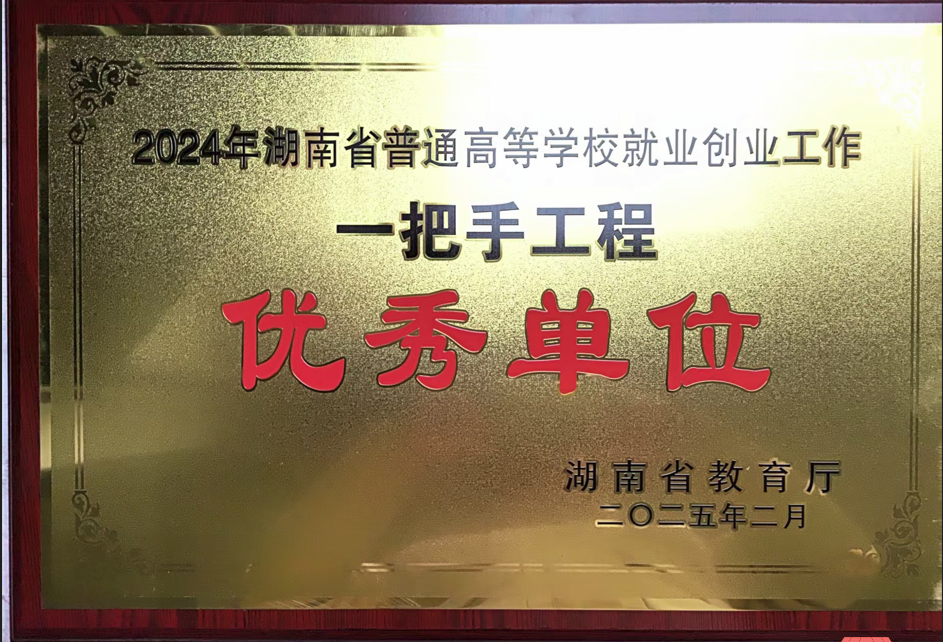 2024年湖南省普通高等学校就业创业工作
一把手工程
优秀单位
湖南省教育厅
二〇二五年二月